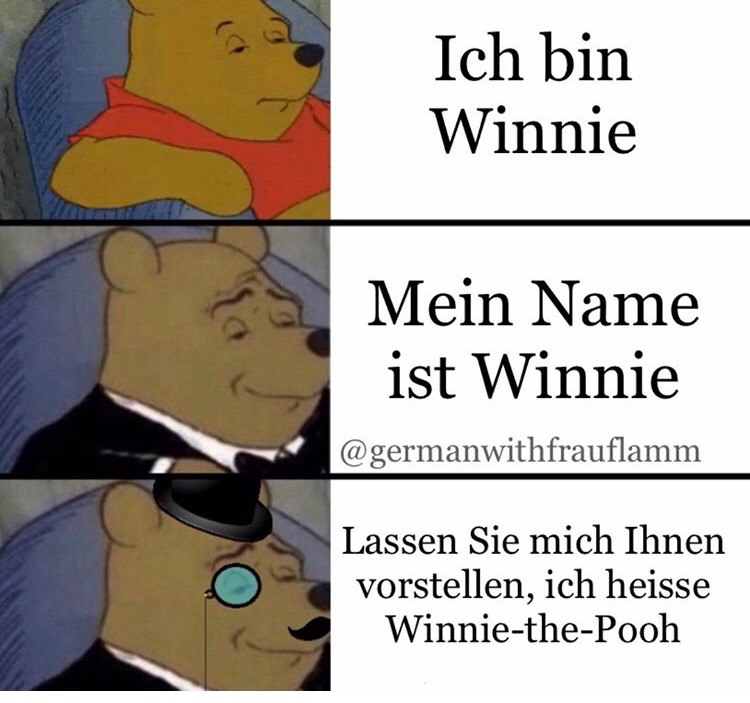 Ich bin
Winnie
Mein Name
ist Winnie
@germanwithfrauflamm
Lassen Sie mich Ihnen
vorstellen, ich heisse
Winnie-the-Pooh